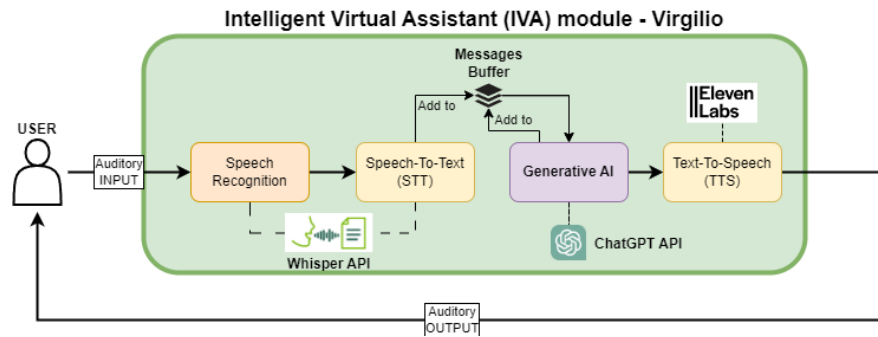 Intelligent Virtual Assistant (IVA) module - Virgilio
Messages
Buffer
IIEleven
Labs
Add to
Add to
USER
Auditory
INPUT
Speech
Recognition
Speech-To-Text
(STT)
Generative AI
Text-To-Speech
(TTS)
Whisper API
ChatGPT API
Auditory
OUTPUT